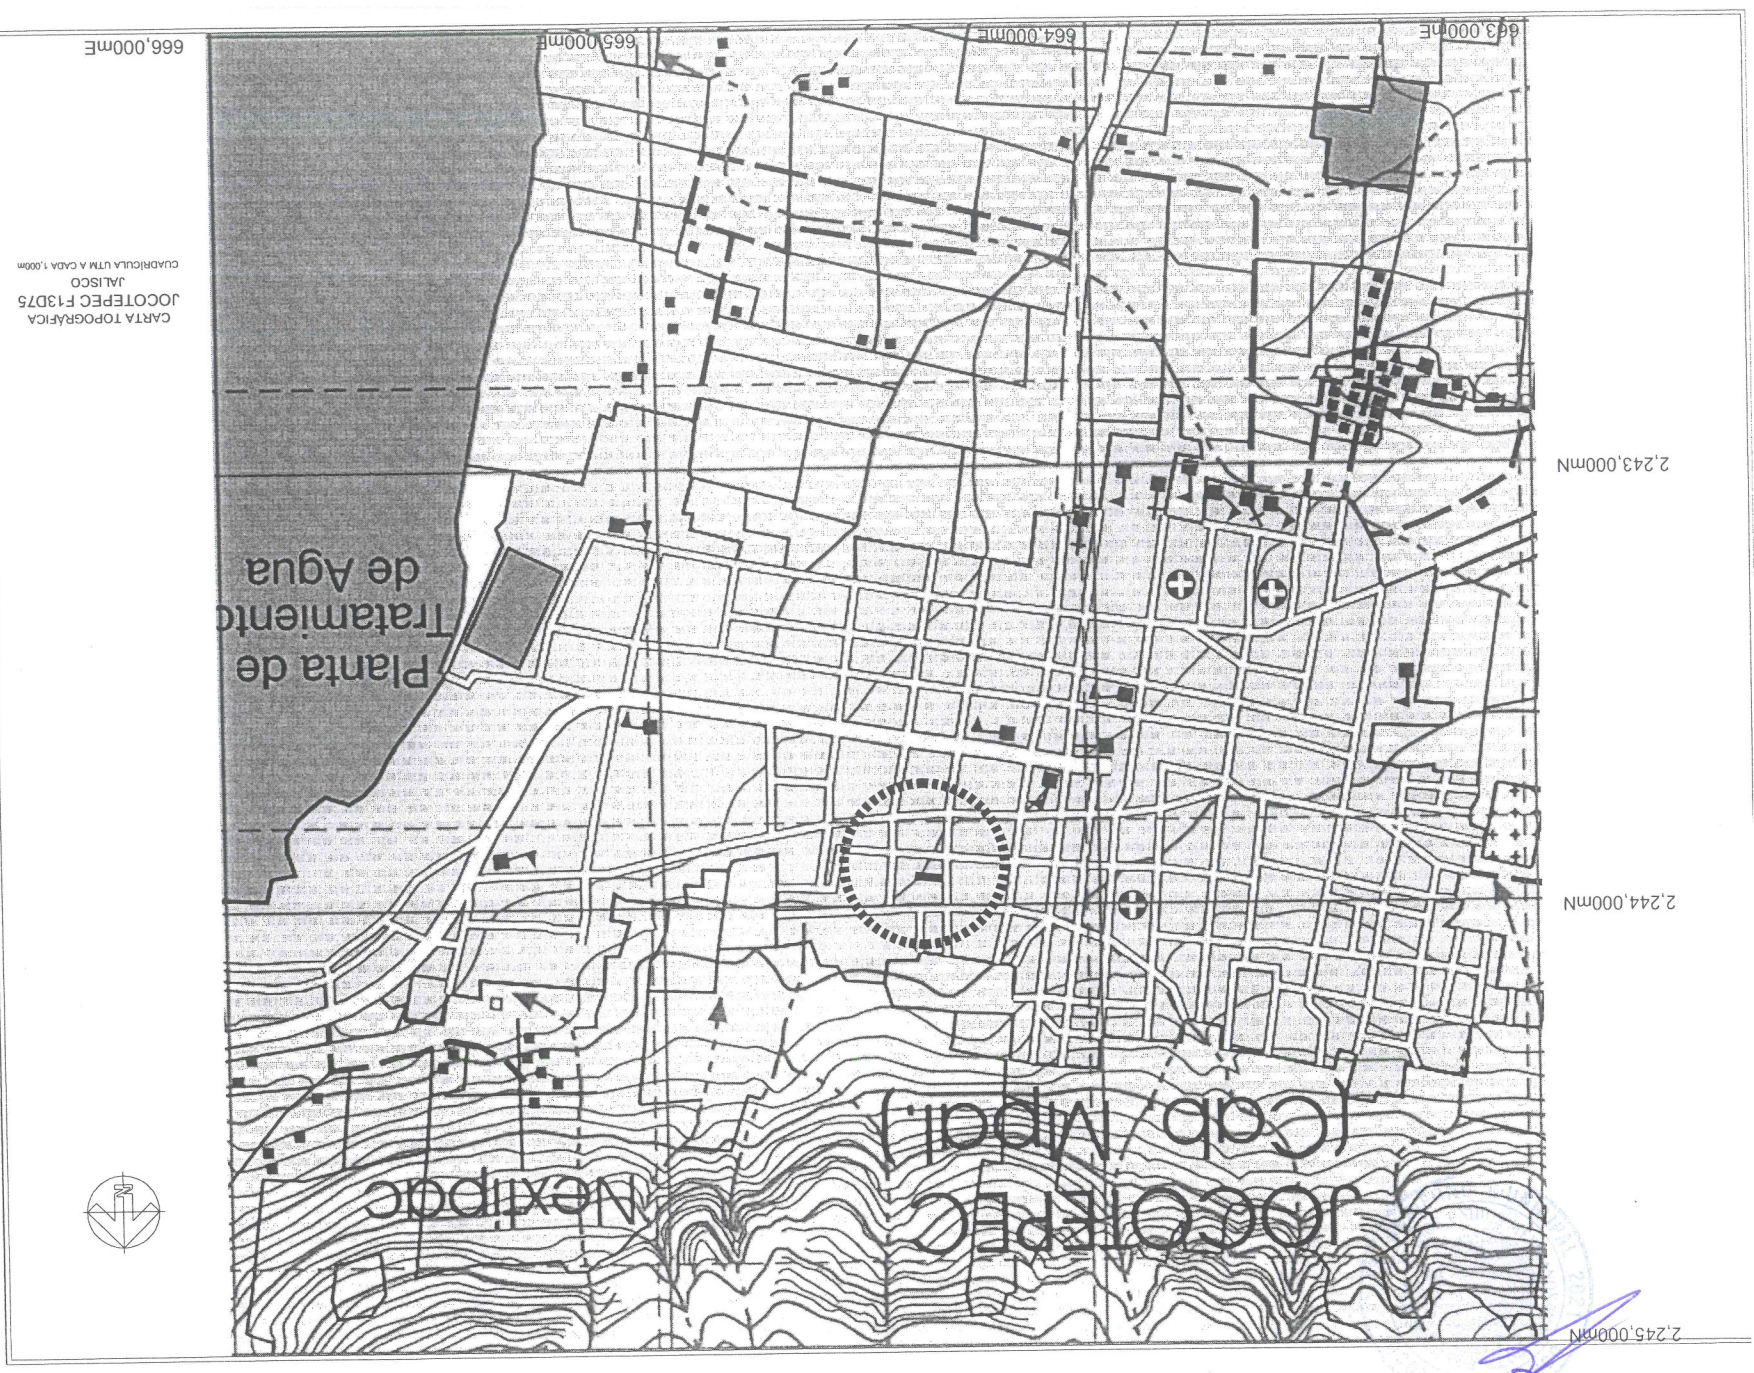 2,245,000mN
JOCOTEPEC
(Cab Mpal.)
Nextipac
N
2,244,000mN
Planta de
Tratamiento
de Agua
2,243,000mN
CARTA TOPOGRÁFICA
JOCOTEPEC F13D75
JALISCO
CUADRÍCULA UTM A CADA 1,000m
663,000mE
664,000mE
665,000mE
666,000mE